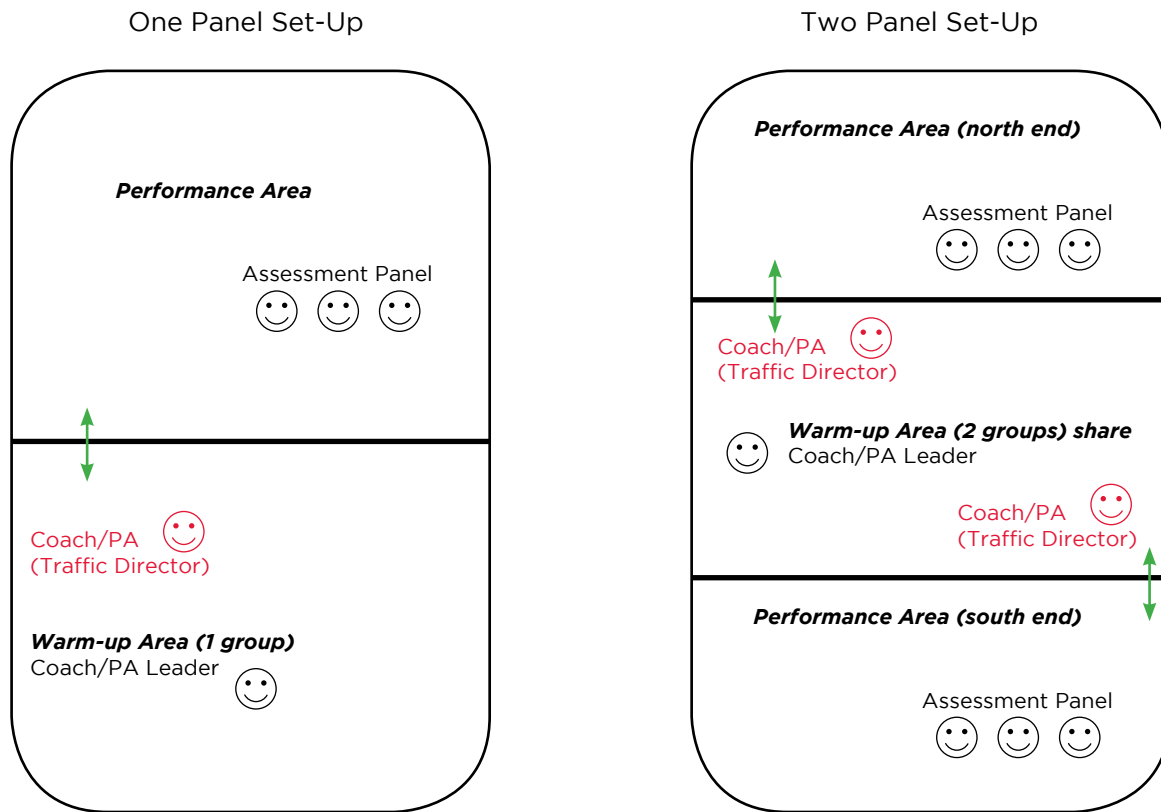 One Panel Set-Up
Performance Area
Assessment Panel
Coach/PA
(Traffic Director)
Warm-up Area (1 group)
Coach/PA Leader
Two Panel Set-Up
Performance Area (north end)
Assessment Panel
Coach/PA
(Traffic Director)
Warm-up Area (2 groups) share
Coach/PA Leader
Coach/PA
(Traffic Director)
Performance Area (south end)
Assessment Panel